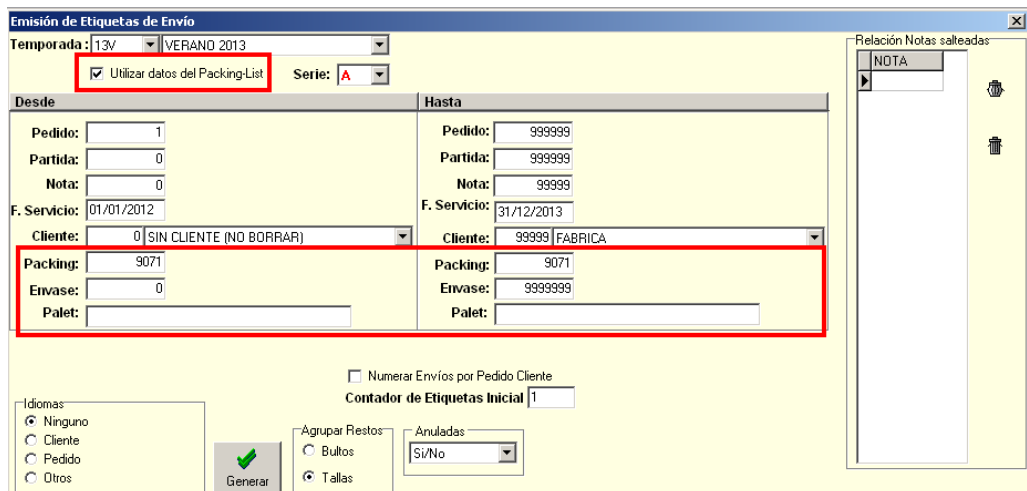 Emisión de Etiquetas de Envío
Temporada: 13V VERANO 2013
Utilizar datos del Packing-List Serie: A
Relación Notas salteadas
NOTA
Desde Hasta
Pedido: 1 Pedido: 999999
Partida: 0 Partida: 999999
Nota: 0 Nota: 99999
F. Servicio: 01/01/2012 F. Servicio: 31/12/2013
Cliente: 0 SIN CLIENTE (NO BORRAR) Cliente: 99999 FABRICA
Packing: 9071 Packing: 9071
Envase: 0 Envase: 9999999
Palet: Palet:
Numerar Envíos por Pedido Cliente
Contador de Etiquetas Inicial 1
Idiomas
Ninguno
Cliente
Pedido
Otros
Generar
Agrupar Restos
Bultos
Tallas
Anuladas
Si/No